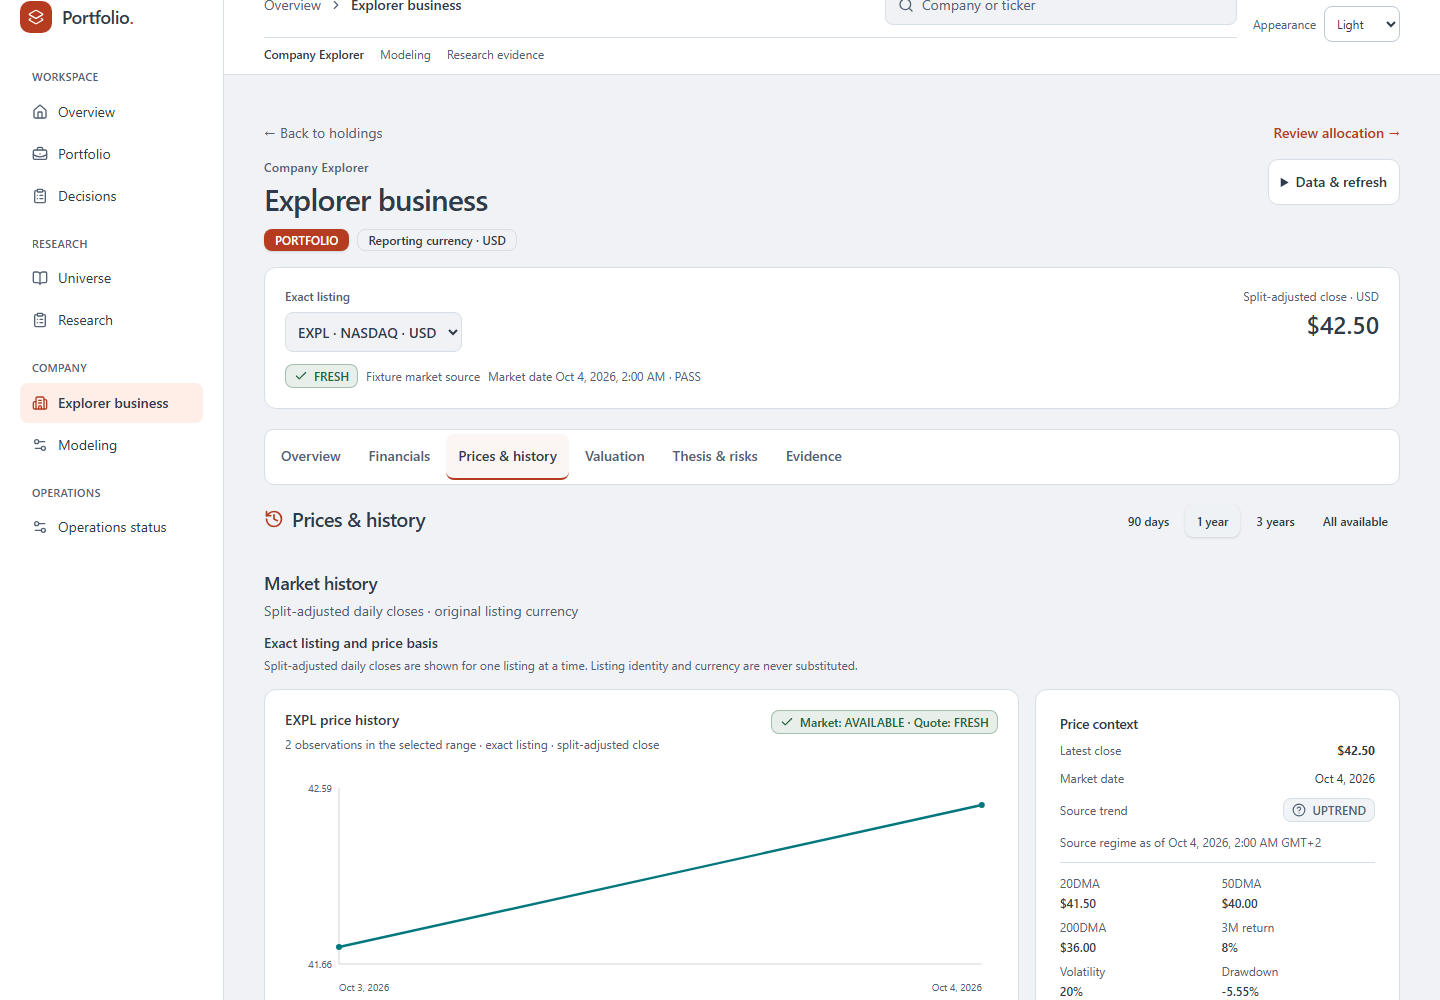 Portfolio.
Overview > Explorer business
Company or ticker
Appearance
Light
Company Explorer Modeling Research evidence
WORKSPACE
Overview
Portfolio
Decisions
RESEARCH
Universe
Research
COMPANY
Explorer business
Modeling
OPERATIONS
Operations status
← Back to holdings
Review allocation →
Company Explorer
Explorer business
Data & refresh
PORTFOLIO
Reporting currency · USD
Exact listing
EXPL · NASDAQ · USD
FRESH Fixture market source Market date Oct 4, 2026, 2:00 AM · PASS
Split-adjusted close · USD
$42.50
Overview Financials Prices & history Valuation Thesis & risks Evidence
Prices & history
90 days 1 year 3 years All available
Market history
Split-adjusted daily closes · original listing currency
Exact listing and price basis
Split-adjusted daily closes are shown for one listing at a time. Listing identity and currency are never substituted.
EXPL price history
Market: AVAILABLE · Quote: FRESH
2 observations in the selected range · exact listing · split-adjusted close
42.59
41.66
Oct 3, 2026
Oct 4, 2026
Price context
Latest close $42.50
Market date Oct 4, 2026
Source trend UPTREND
Source regime as of Oct 4, 2026, 2:00 AM GMT+2
20DMA 50DMA
$41.50 $40.00
200DMA 3M return
$36.00 8%
Volatility Drawdown
20% -5.55%